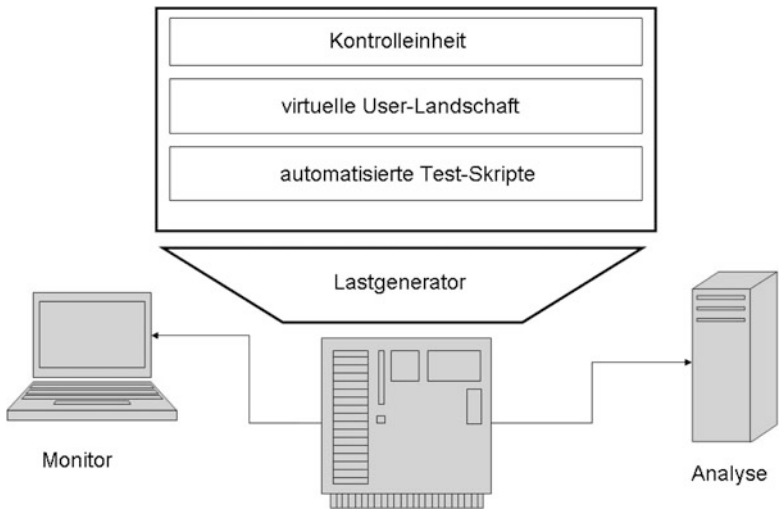 Kontrolleinheit
virtuelle User-Landschaft
automatisierte Test-Skripte
Lastgenerator
Monitor
Analyse